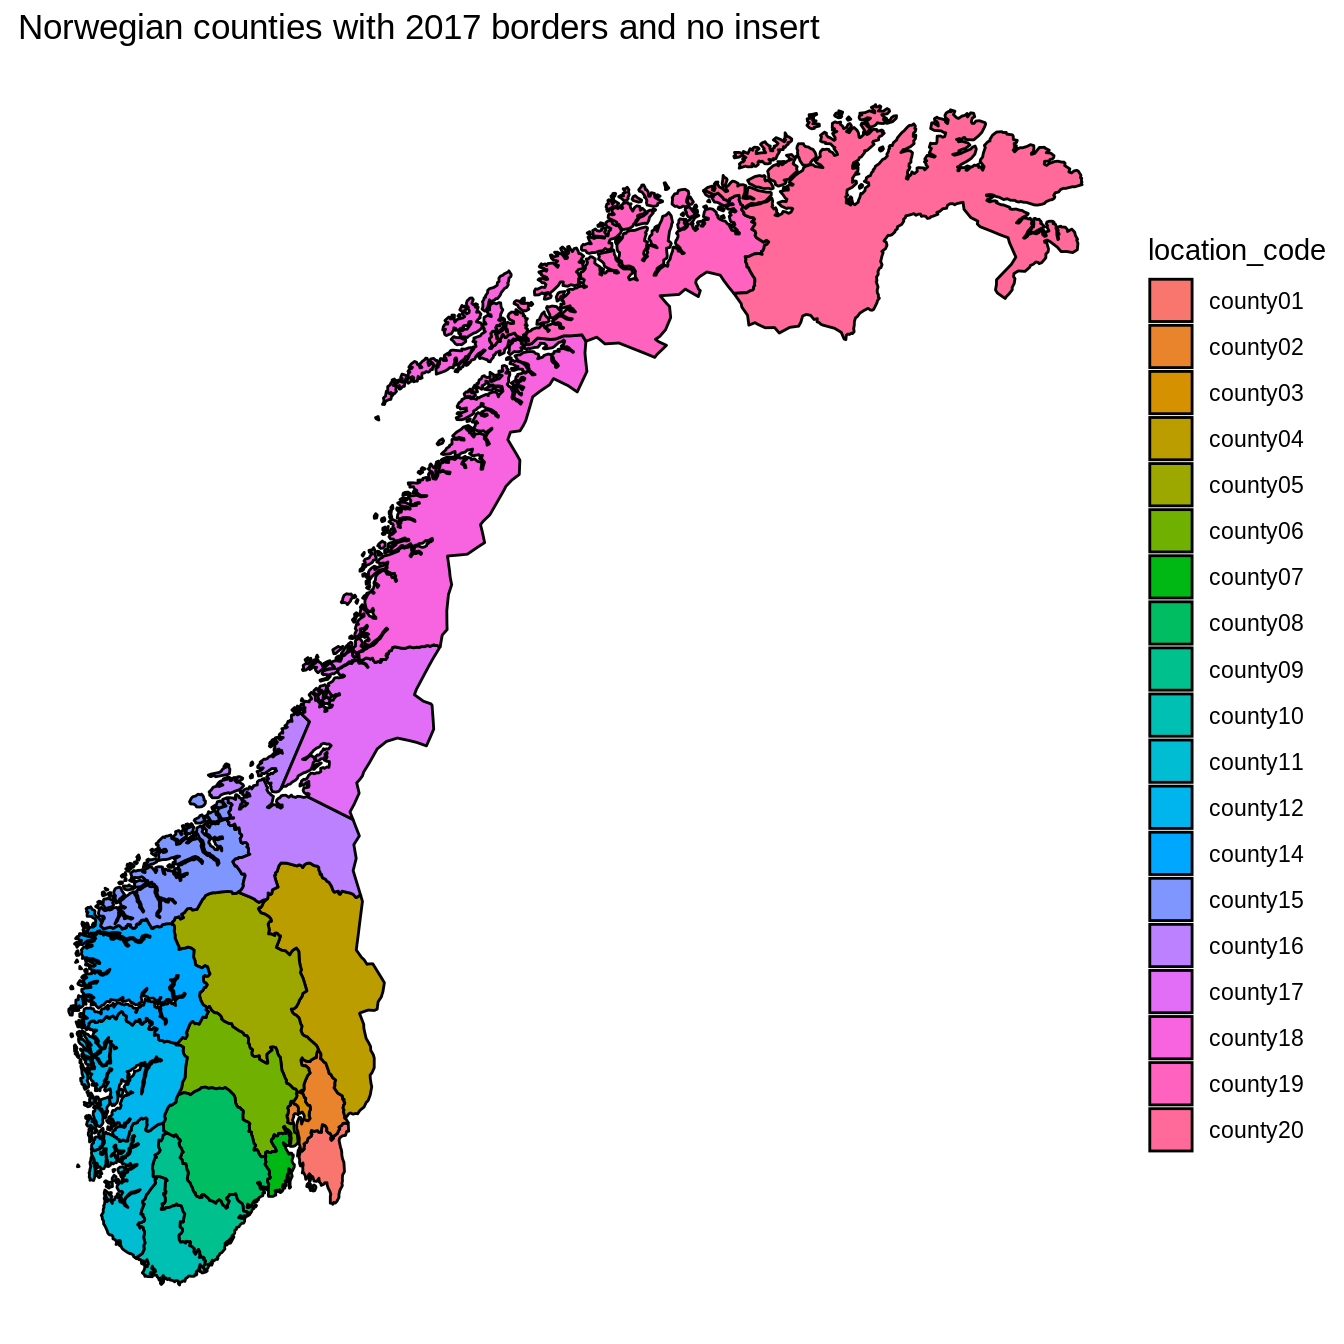 Norwegian counties with 2017 borders and no insert
location_code
county01
county02
county03
county04
county05
county06
county07
county08
county09
county10
county11
county12
county14
county15
county16
county17
county18
county19
county20